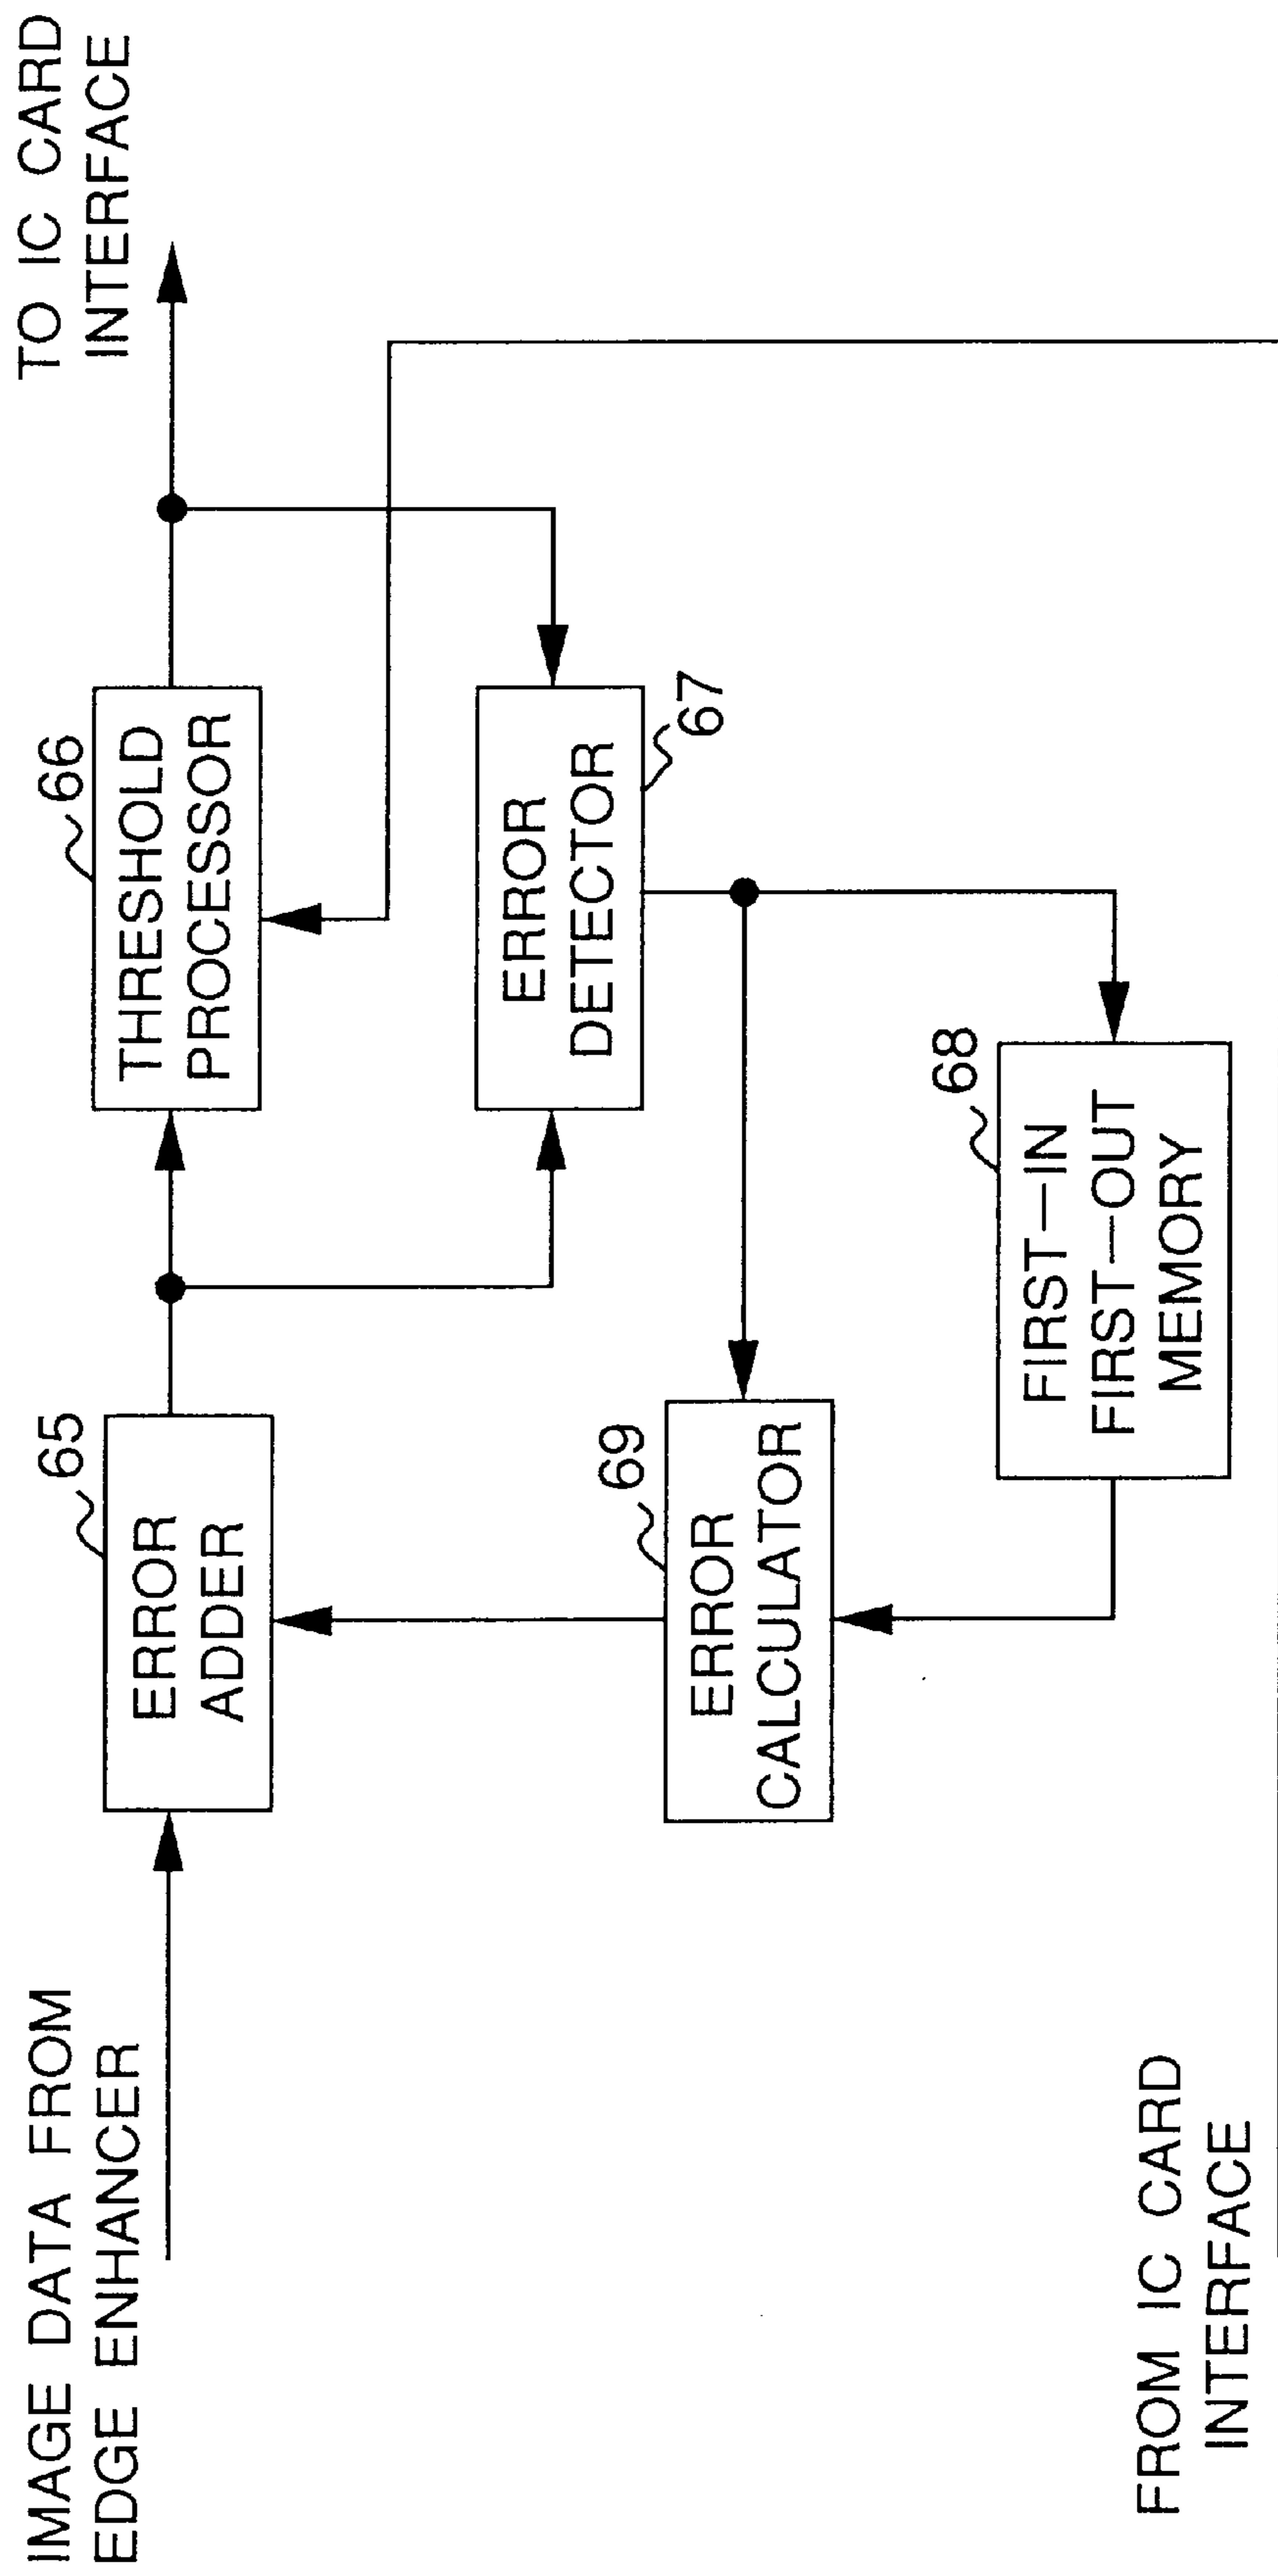 IMAGE DATA FROM
EDGE ENHANCER
65
ERROR
ADDER
66
THRESHOLD
PROCESSOR
TO IC CARD
INTERFACE
ERROR
DETECTOR
67
69
ERROR
CALCULATOR
68
FIRST—IN
FIRST—OUT
MEMORY
FROM IC CARD
INTERFACE